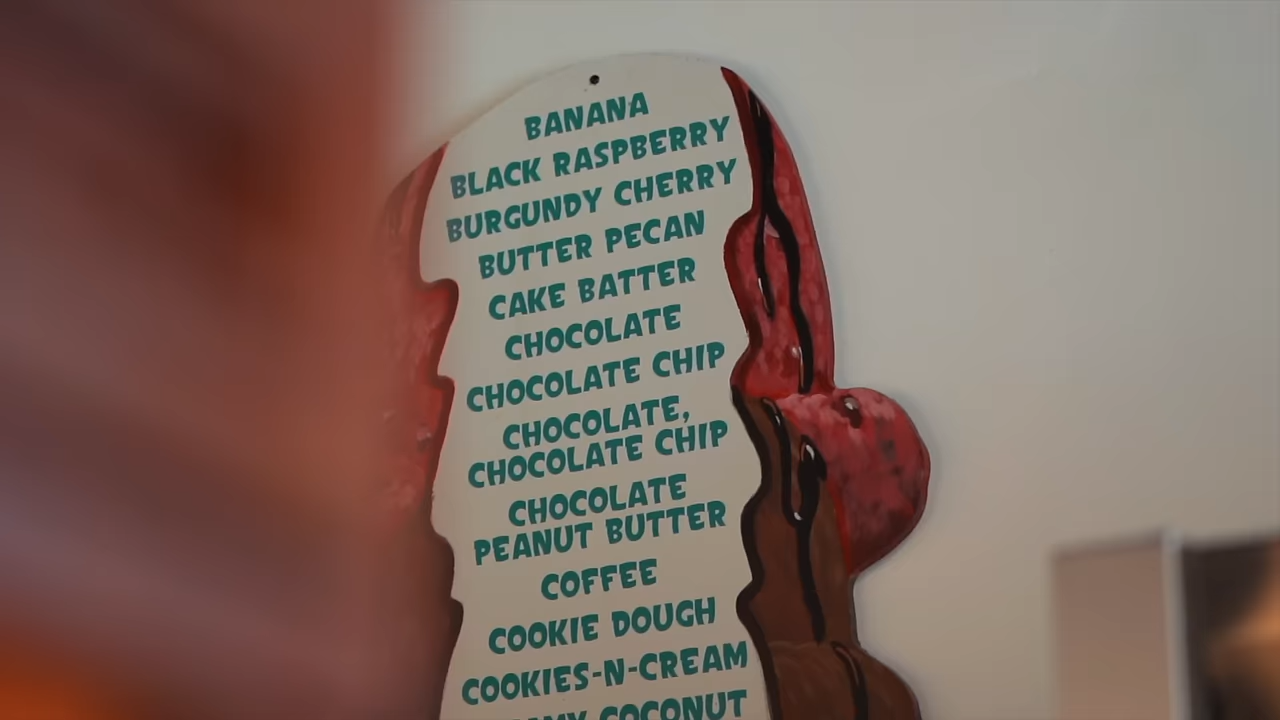 BANANA
BLACK RASPBERRY
BURGUNDY CHERRY
BUTTER PECAN
CAKE BATTER
CHOCOLATE
CHOCOLATE CHIP
CHOCOLATE,
CHOCOLATE CHIP
CHOCOLATE
PEANUT BUTTER
COFFEE
COOKIE DOUGH
COOKIES-N-CREAM
COCONUT